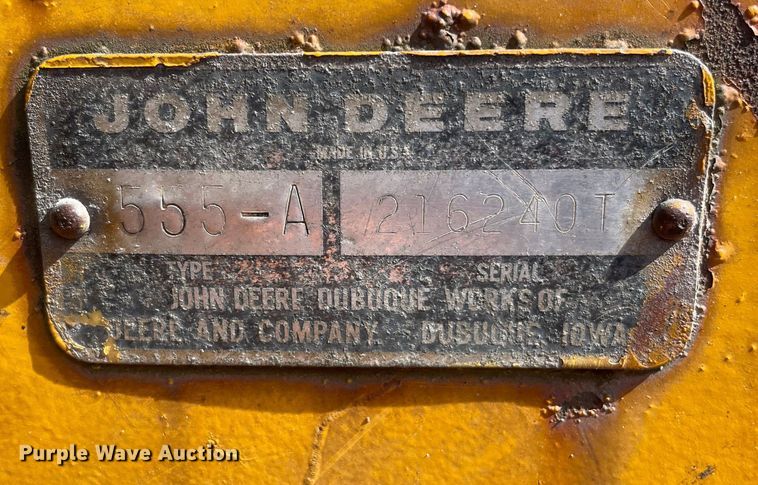 JOHN DEERE
MADE IN U.S.A.
555-A 216240T
TYPE SERIAL
JOHN DEERE DUBUQUE WORKS OF
DEERE AND COMPANY. DUBUQUE, IOWA
Purple Wave Auction